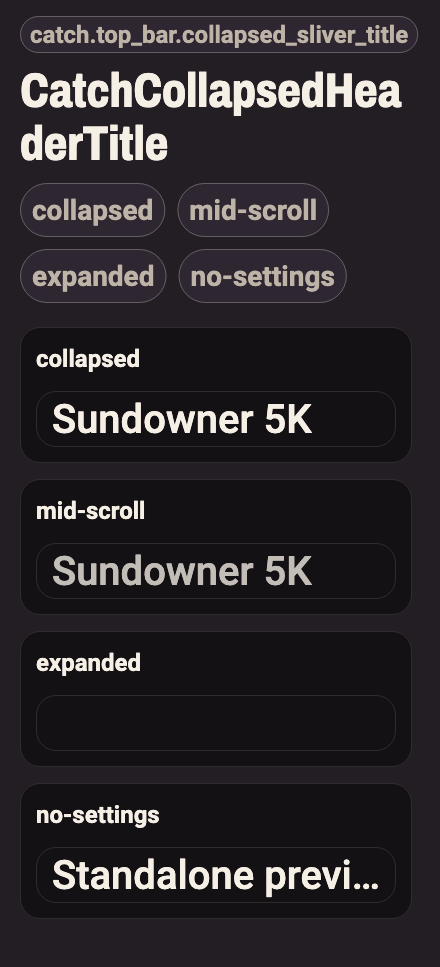 catch.top_bar.collapsed_sliver_title
CatchCollapsedHea
derTitle
collapsed mid-scroll
expanded no-settings
collapsed
Sundowner 5K
mid-scroll
Sundowner 5K
expanded
no-settings
Standalone previ...